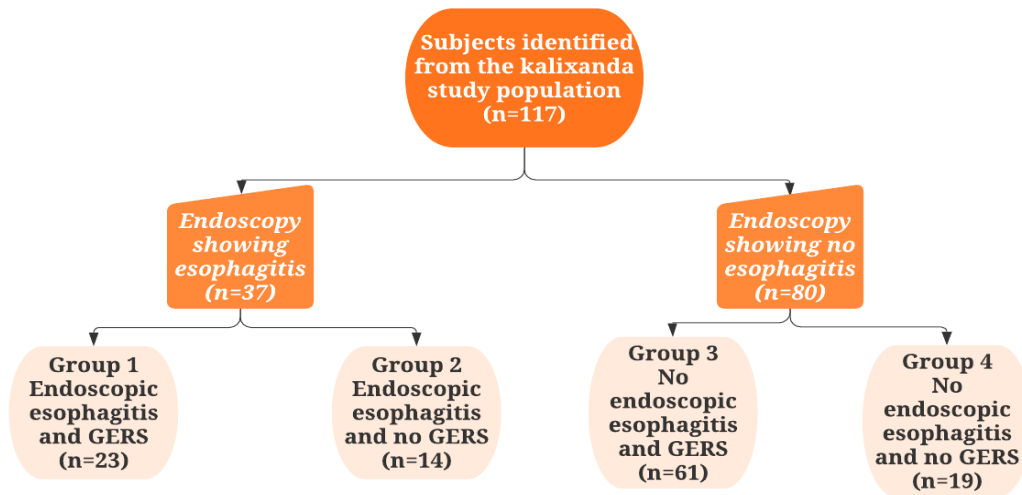 Subjects identified
from the kalixanda
study population
(n=117)
Endoscopy
showing
esophagitis
(n=37)
Endoscopy
showing no
esophagitis
(n=80)
Group 1
Endoscopic
esophagitis
and GERS
(n=23)
Group 2
Endoscopic
esophagitis
and no GERS
(n=14)
Group 3
No
endoscopic
esophagitis
and GERS
(n=61)
Group 4
No
endoscopic
esophagitis
and no GERS
(n=19)